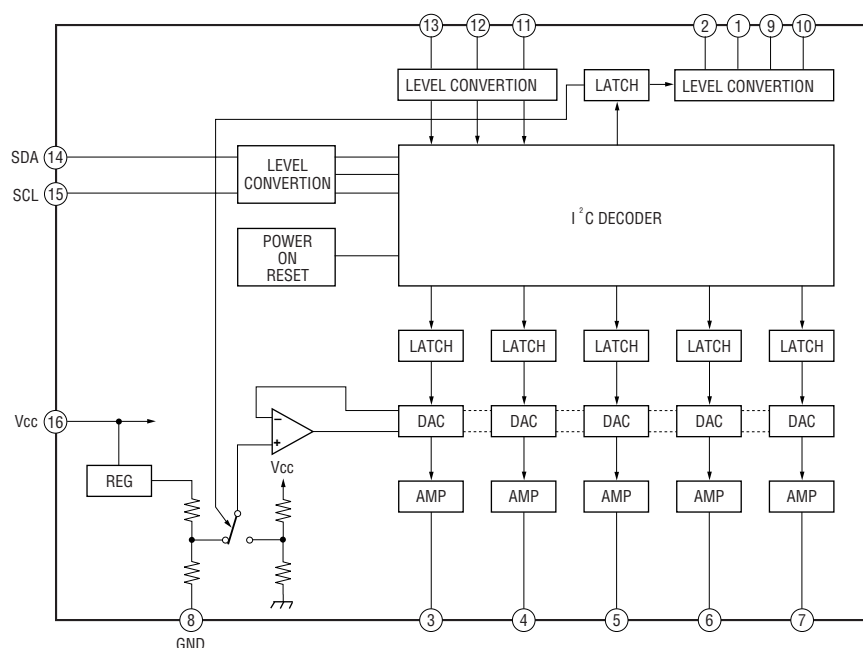 13 12 11 2 1 9 10
LEVEL CONVERTION LATCH LEVEL CONVERTION
SDA 14
LEVEL
CONVERTION
SCL 15
I²C DECODER
POWER
ON
RESET
LATCH LATCH LATCH LATCH LATCH
Vcc 16
−
+
DAC DAC DAC DAC DAC
Vcc
REG
AMP AMP AMP AMP AMP
8 3 4 5 6 7
GND